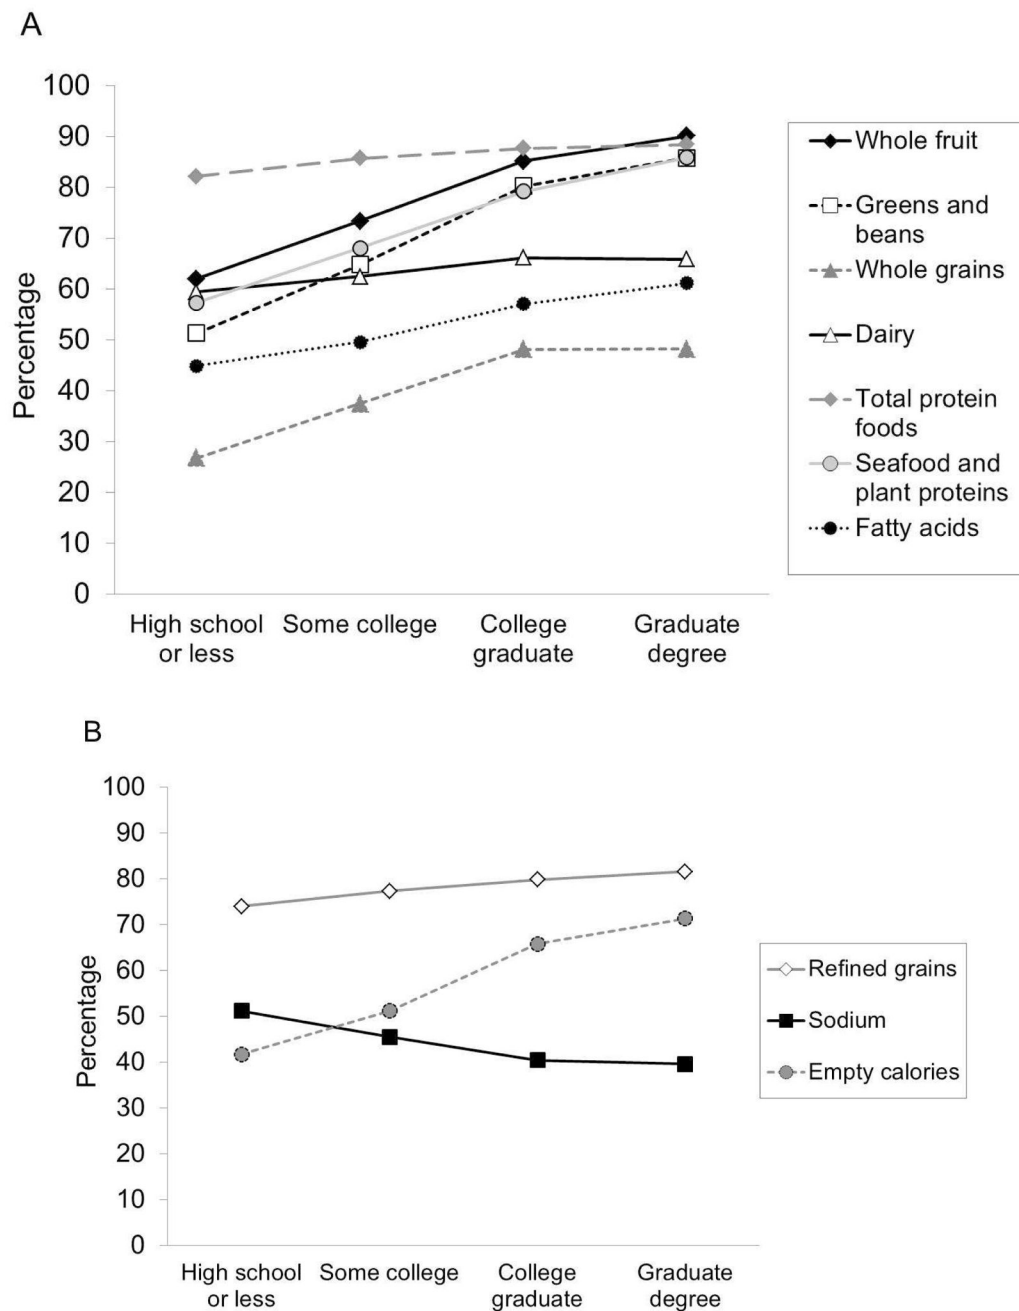 A
100
90
80
70
60
50
40
30
20
10
0
Percentage
High school
or less
Some college
College
graduate
Graduate
degree
Whole fruit
Greens and
beans
Whole grains
Dairy
Total protein
foods
Seafood and
plant proteins
Fatty acids
B
100
90
80
70
60
50
40
30
20
10
0
Percentage
High school
or less
Some college
College
graduate
Graduate
degree
Refined grains
Sodium
Empty calories